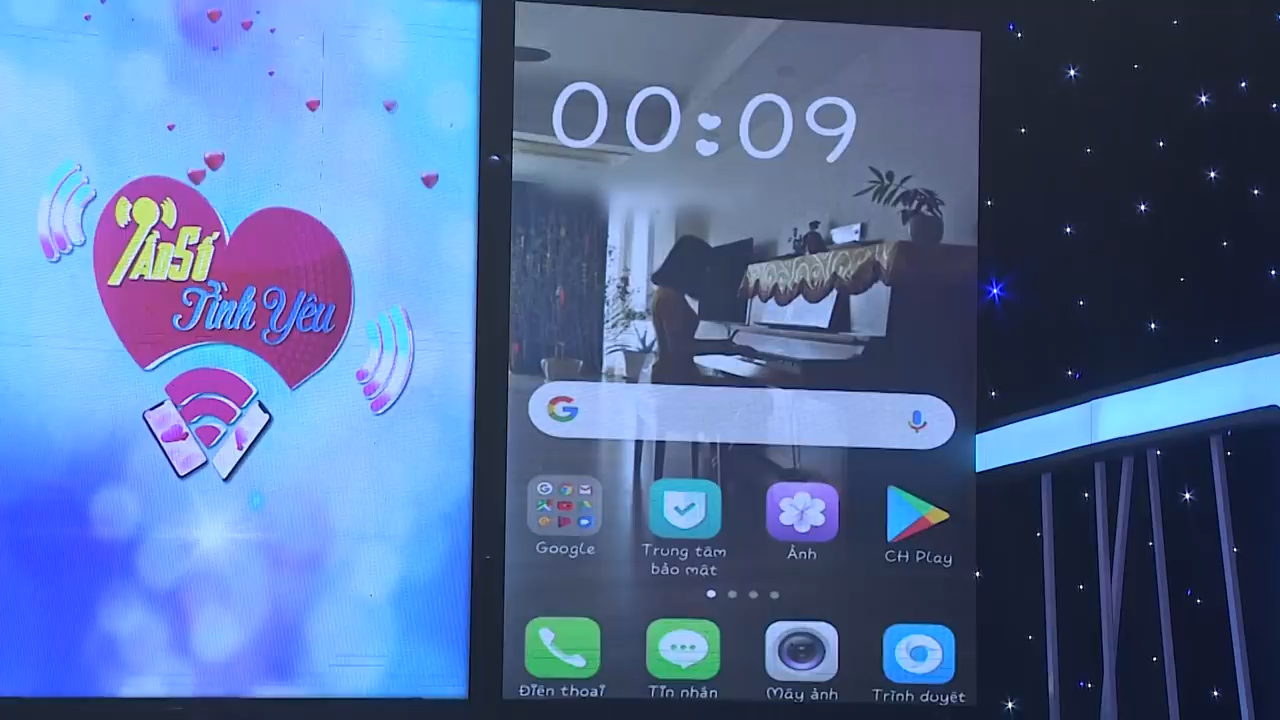 Tần Số
Tình Yêu
00:09
Google
Trung tâm
bảo mật
Ảnh
CH Play
Điện thoại
Tin nhắn
Máy ảnh
Trình duyệt